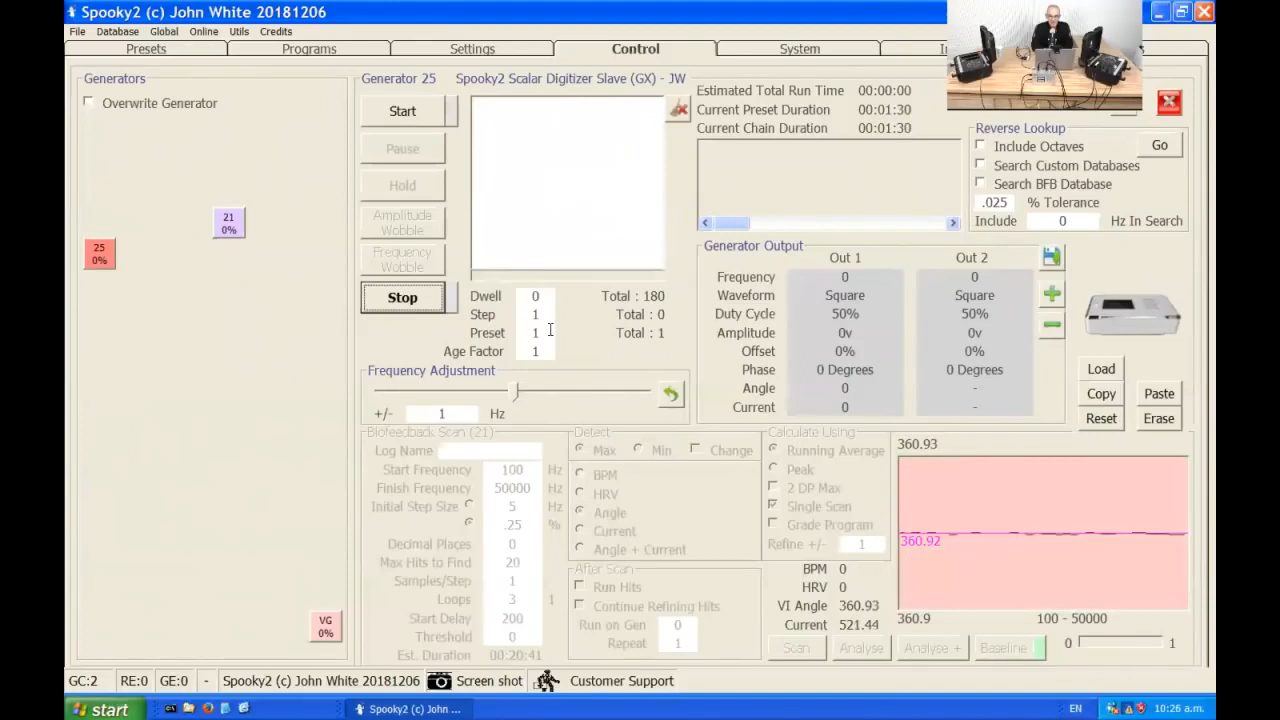 Spooky2 (c) John White 20181206
File Database Global Online Utils Credits
Presets Programs Settings Control System
Generators
Overwrite Generator
21
0%
25
0%
VG
0%
Generator 25 Spooky2 Scalar Digitizer Slave (GX) - JW
Start
Pause
Hold
Amplitude
Wobble
Frequency
Wobble
Stop
Dwell 0 Total : 180
Step 1 Total : 0
Preset 1 Total : 1
Age Factor 1
Frequency Adjustment
+/- 1 Hz
Estimated Total Run Time 00:00:00
Current Preset Duration 00:01:30
Current Chain Duration 00:01:30
Reverse Lookup
Include Octaves Go
Search Custom Databases
Search BFB Database
.025 % Tolerance
Include 0 Hz In Search
Generator Output
Out 1 Out 2
Frequency 0 0
Waveform Square Square
Duty Cycle 50% 50%
Amplitude 0v 0v
Offset 0% 0%
Phase 0 Degrees 0 Degrees
Angle 0 -
Current 0 -
Load
Copy Paste
Reset Erase
Biofeedback Scan (21)
Log Name
Start Frequency 100 Hz
Finish Frequency 50000 Hz
Initial Step Size 5 Hz
.25 %
Decimal Places 0
Max Hits to Find 20
Samples/Step 1
Loops 3 1
Start Delay 200
Threshold 0
Est. Duration 00:20:41
Detect
Max Min Change
BPM
HRV
Angle
Current
Angle + Current
After Scan
Run Hits
Continue Refining Hits
Run on Gen 0
Repeat 1
Calculate Using
Running Average
Peak
2 DP Max
Single Scan
Grade Program
Refine +/- 1
BPM 0
HRV 0
VI Angle 360.93
Current 521.44
360.93
360.92
360.9 100 - 50000
Scan Analyse Analyse + Baseline 0 1
GC:2 RE:0 GE:0 - Spooky2 (c) John White 20181206 Screen shot Customer Support
start Spooky2 (c) John ... EN 10:26 a.m.